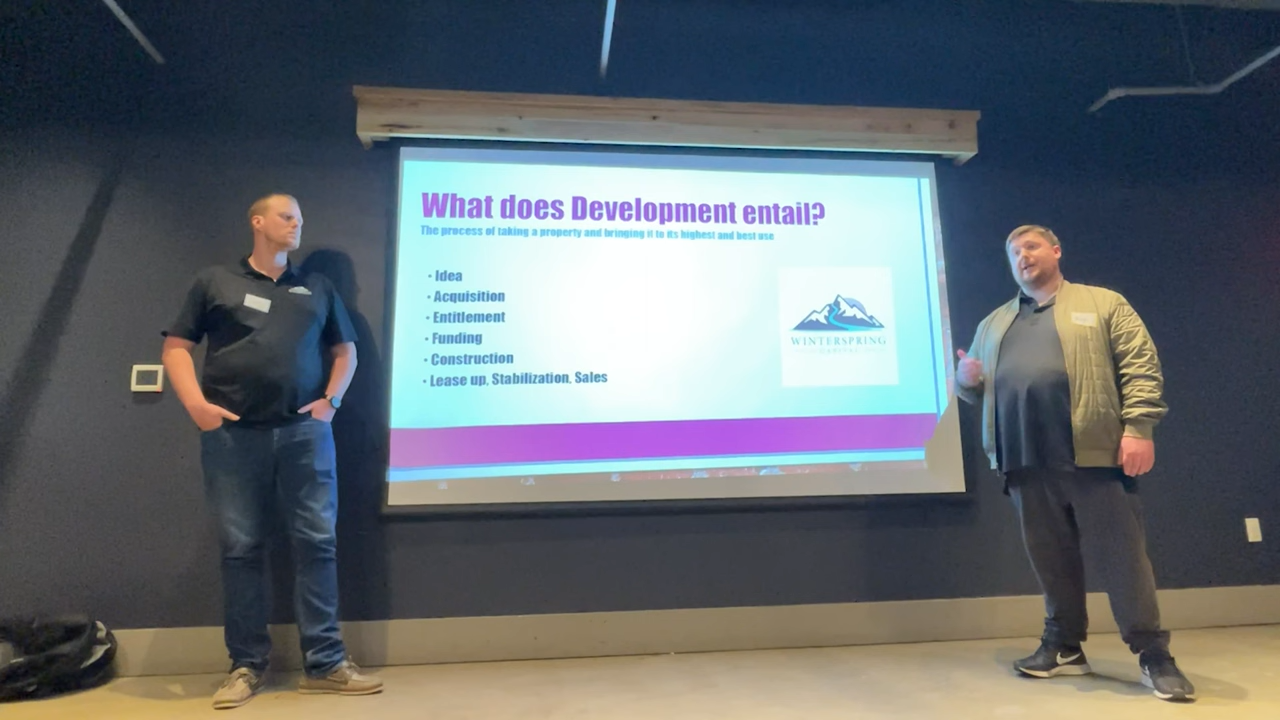 What does Development entail?
The process of taking a property and bringing it to its highest and best use
• Idea
• Acquisition
• Entitlement
• Funding
• Construction
• Lease up, Stabilization, Sales
WINTERSPRING
CAPITAL